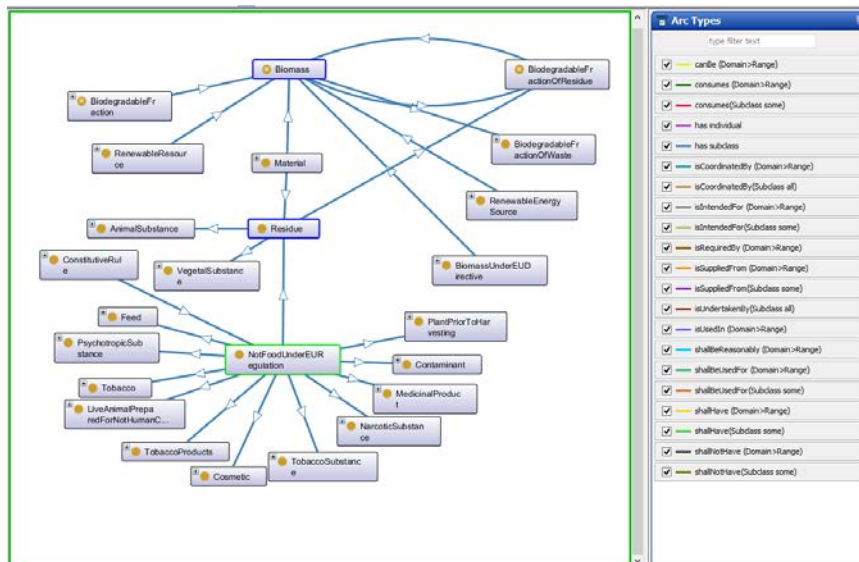 Biomass
BiodegradableFr
action
RenewableResour
ce
BiodegradableFr
actionOfResidue
BiodegradableFr
actionOfWaste
Material
RenewableEnergy
Source
AnimalSubstance
Residue
ConstitutiveRul
e
VegetalSubstanc
e
BiomassUnderEUDi
rective
Feed
PlantPriorToHar
vesting
PsychotropicSub
stance
NotFoodUnderEUR
egulation
Contaminant
Tobacco
MedicinalProduc
t
LiveAnimalPrepa
redForNotHumanC...
NarcoticSubstan
ce
TobaccoProducts
TobaccoSubstanc
e
Cosmetic
Arc Types
type filter text
canBe (Domain>Range)
consumes (Domain>Range)
consumes(Subclass some)
has individual
has subclass
isCoordinatedBy (Domain>Range)
isCoordinatedBy(Subclass all)
isIntendedFor (Domain>Range)
isIntendedFor(Subclass some)
isRequiredBy (Domain>Range)
isSuppliedFrom (Domain>Range)
isSuppliedFrom(Subclass some)
isUndertakenBy(Subclass all)
isUsedIn (Domain>Range)
shallBeReasonably (Domain>Range)
shallBeUsedFor (Domain>Range)
shallBeUsedFor(Subclass some)
shallHave (Domain>Range)
shallHave(Subclass some)
shallNotHave (Domain>Range)
shallNotHave(Subclass some)